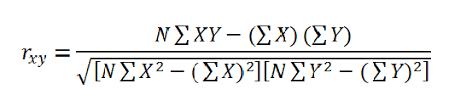 r_xy = (N ∑ XY − (∑ X) (∑ Y)) / √([N ∑ X² − (∑ X)²][N ∑ Y² − (∑ Y)²])